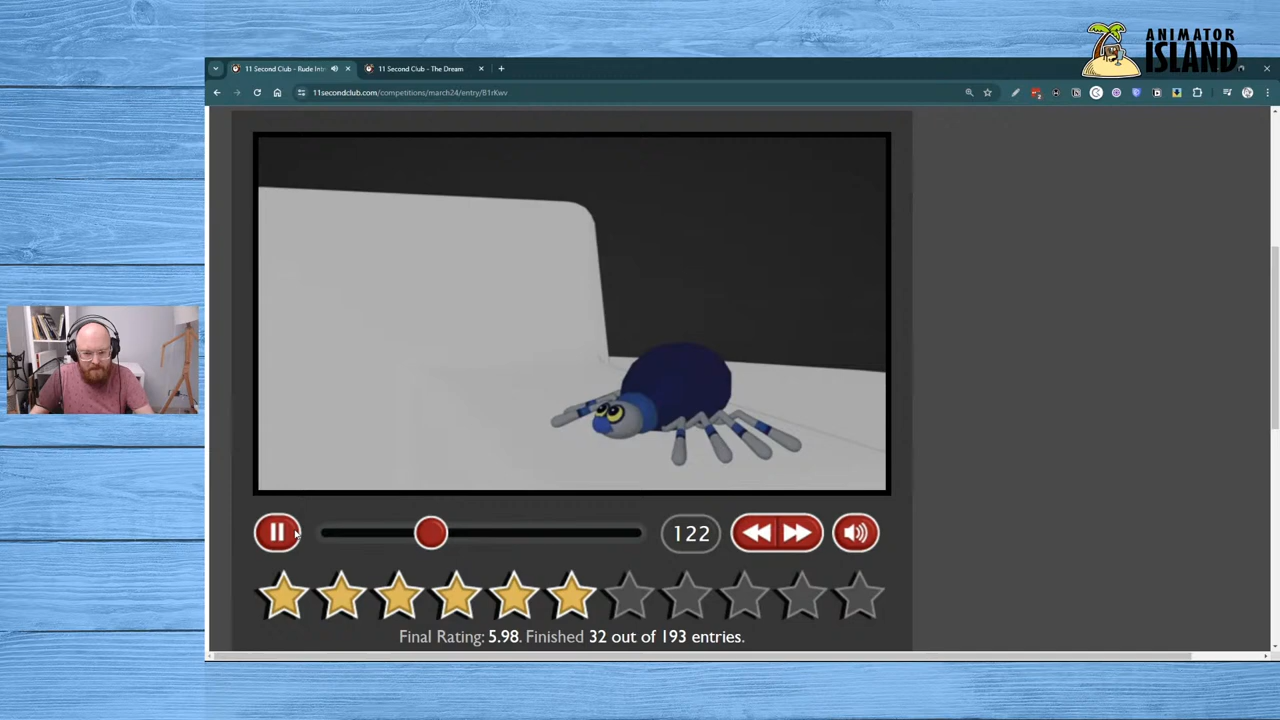 ANIMATOR
ISLAND
11 Second Club - Rude Intr
11 Second Club - The Dream
11secondclub.com/competitions/march24/entry/B1rKwv
122
Final Rating: 5.98. Finished 32 out of 193 entries.